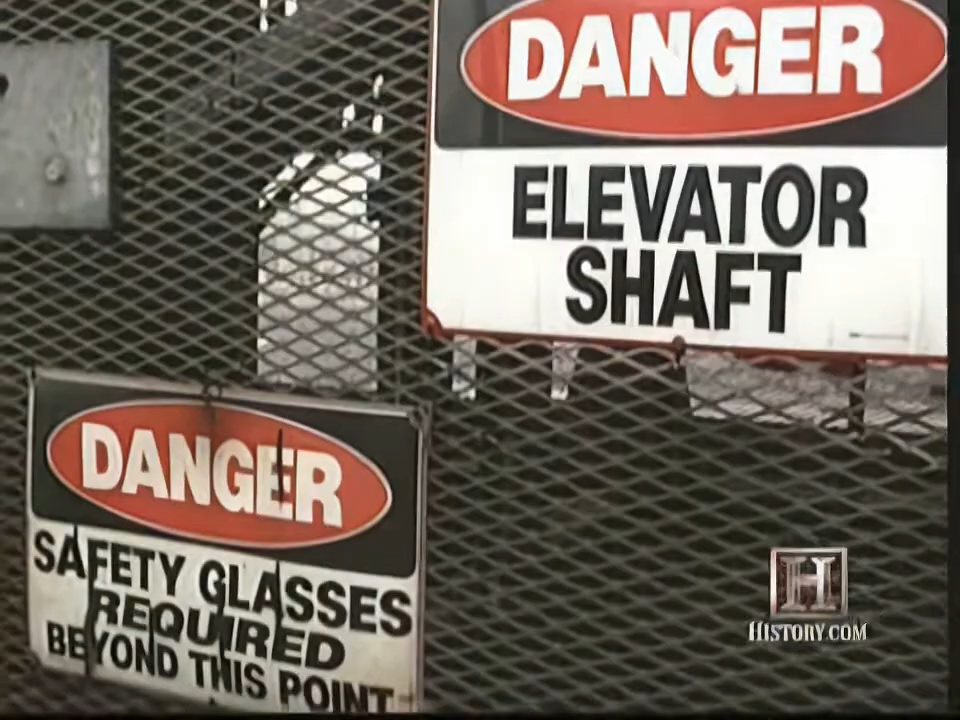 DANGER
ELEVATOR
SHAFT
DANGER
SAFETY GLASSES
REQUIRED
BEYOND THIS POINT
H
HISTORY.COM